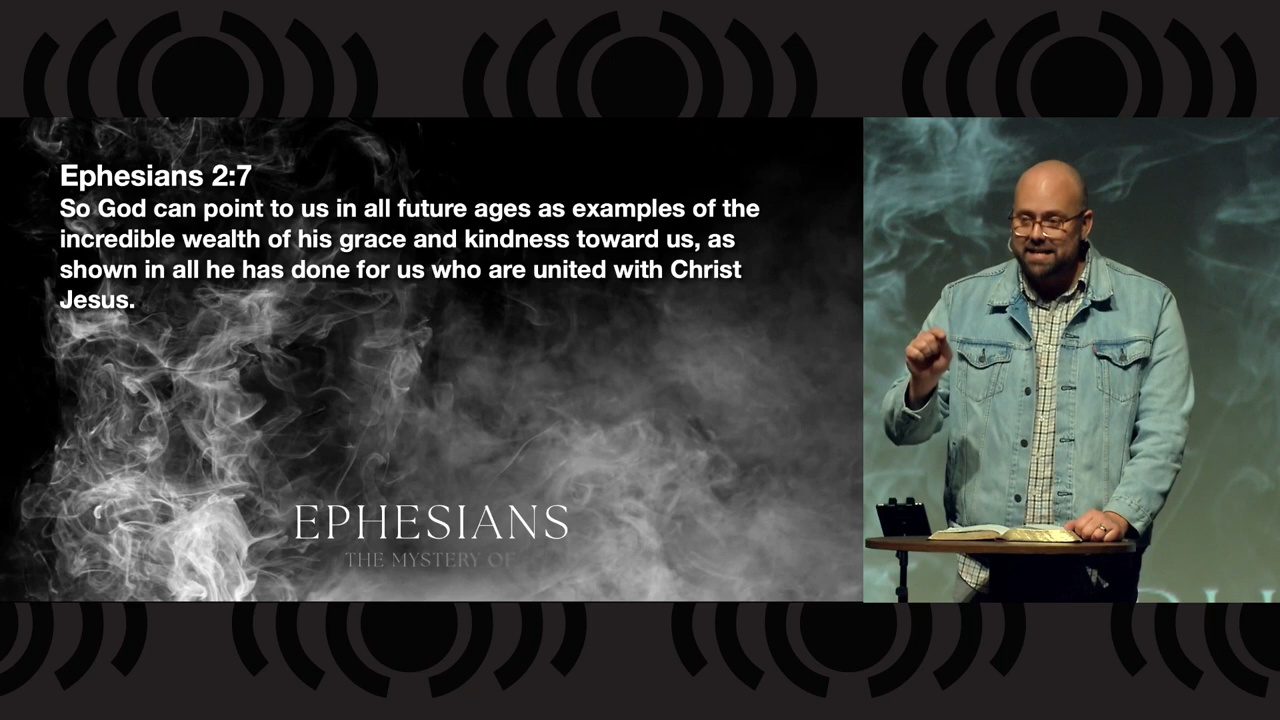 Ephesians 2:7
So God can point to us in all future ages as examples of the
incredible wealth of his grace and kindness toward us, as
shown in all he has done for us who are united with Christ
Jesus.
EPHESIANS
THE MYSTERY OF